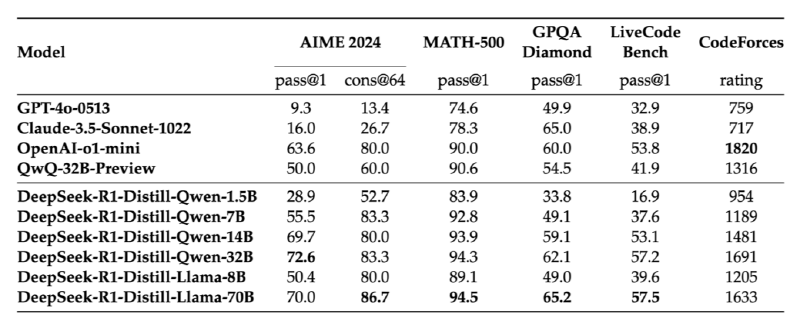 Model AIME 2024 MATH-500 GPQA Diamond LiveCode Bench CodeForces
pass@1 cons@64 pass@1 pass@1 pass@1 rating
GPT-4o-0513 9.3 13.4 74.6 49.9 32.9 759
Claude-3.5-Sonnet-1022 16.0 26.7 78.3 65.0 38.9 717
OpenAI-o1-mini 63.6 80.0 90.0 60.0 53.8 1820
QwQ-32B-Preview 50.0 60.0 90.6 54.5 41.9 1316
DeepSeek-R1-Distill-Qwen-1.5B 28.9 52.7 83.9 33.8 16.9 954
DeepSeek-R1-Distill-Qwen-7B 55.5 83.3 92.8 49.1 37.6 1189
DeepSeek-R1-Distill-Qwen-14B 69.7 80.0 93.9 59.1 53.1 1481
DeepSeek-R1-Distill-Qwen-32B 72.6 83.3 94.3 62.1 57.2 1691
DeepSeek-R1-Distill-Llama-8B 50.4 80.0 89.1 49.0 39.6 1205
DeepSeek-R1-Distill-Llama-70B 70.0 86.7 94.5 65.2 57.5 1633